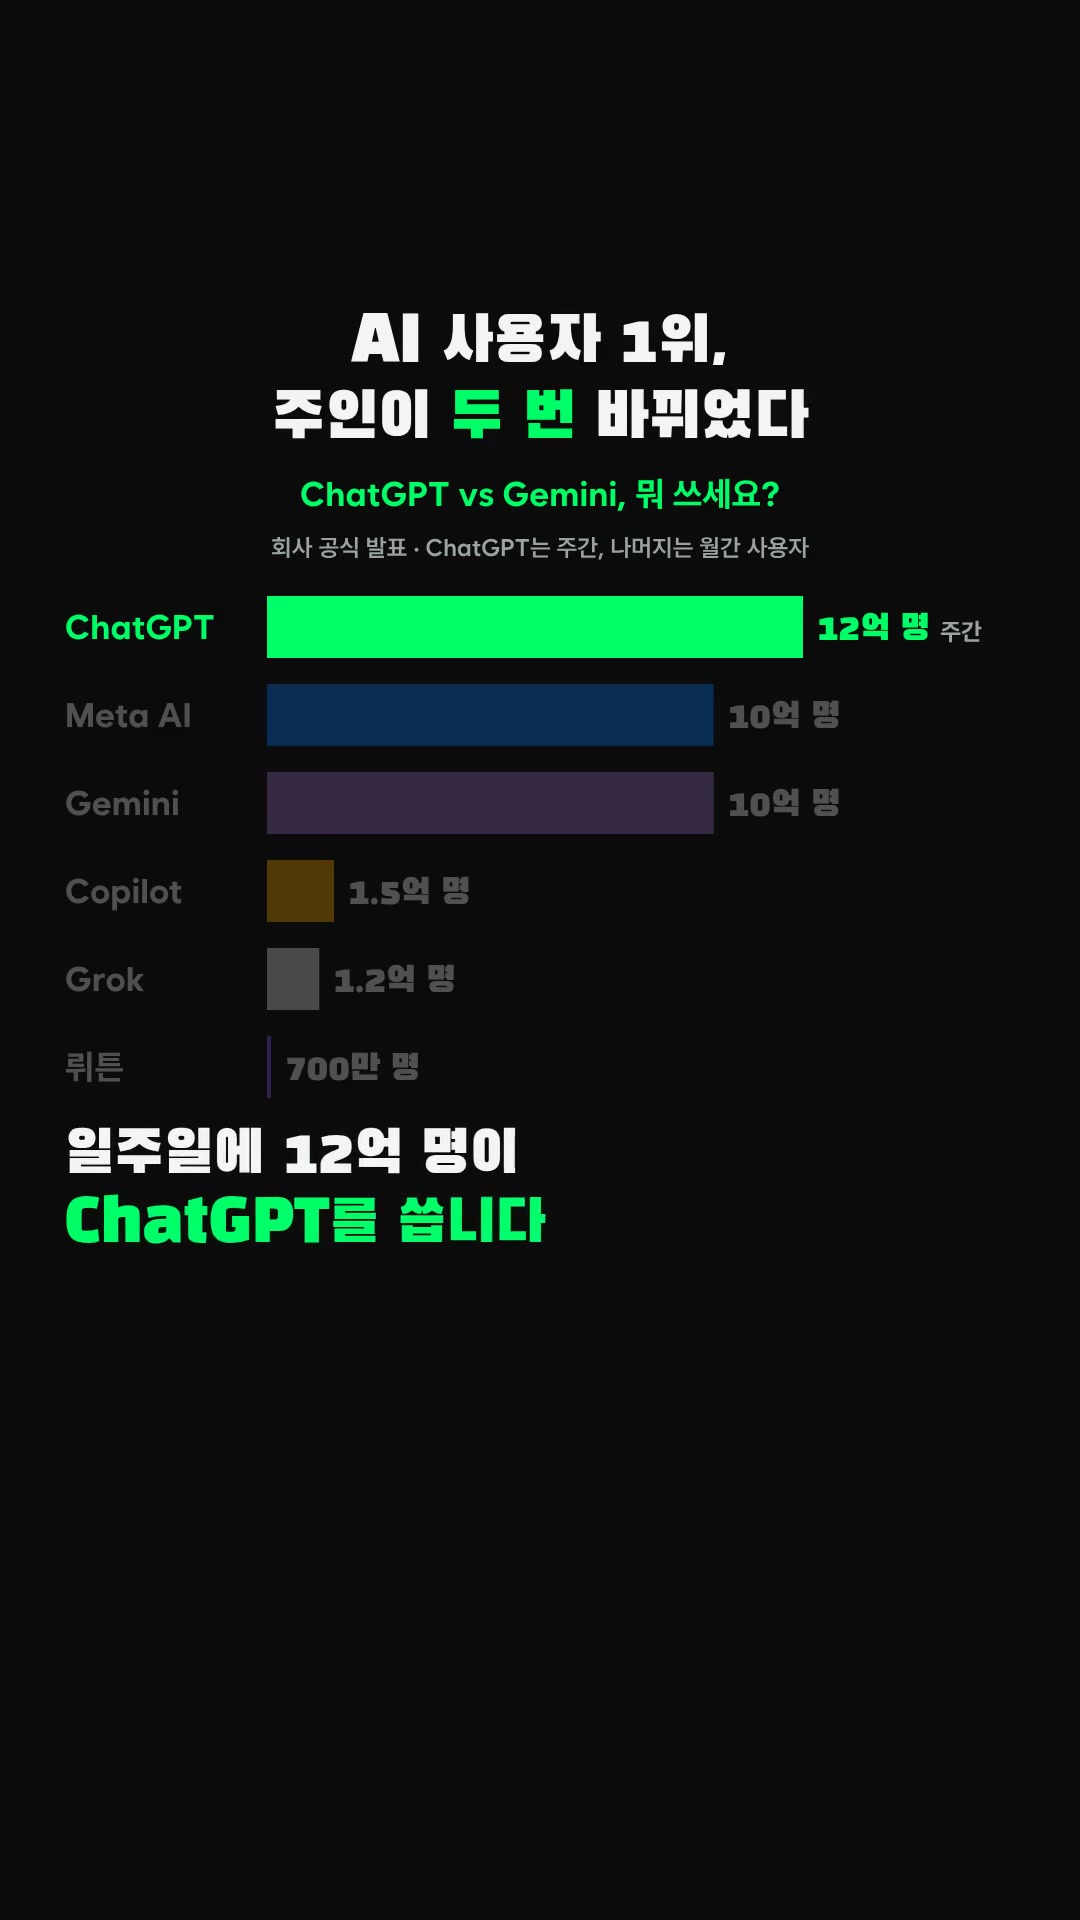 AI 사용자 1위,
주인이 두 번 바뀌었다
ChatGPT vs Gemini, 뭐 쓰세요?
회사 공식 발표 · ChatGPT는 주간, 나머지는 월간 사용자
ChatGPT 12억 명 주간
Meta AI 10억 명
Gemini 10억 명
Copilot 1.5억 명
Grok 1.2억 명
뤼튼 700만 명
일주일에 12억 명이
ChatGPT를 씁니다